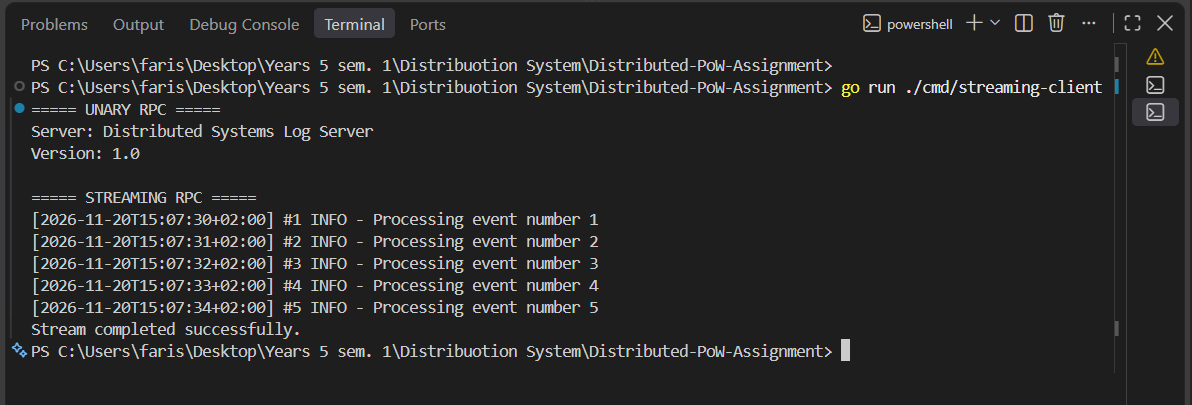 Problems Output Debug Console Terminal Ports powershell
PS C:\Users\faris\Desktop\Years 5 sem. 1\Distribuotion System\Distributed-PoW-Assignment>
PS C:\Users\faris\Desktop\Years 5 sem. 1\Distribuotion System\Distributed-PoW-Assignment> go run ./cmd/streaming-client
===== UNARY RPC =====
Server: Distributed Systems Log Server
Version: 1.0
===== STREAMING RPC =====
[2026-11-20T15:07:30+02:00] #1 INFO - Processing event number 1
[2026-11-20T15:07:31+02:00] #2 INFO - Processing event number 2
[2026-11-20T15:07:32+02:00] #3 INFO - Processing event number 3
[2026-11-20T15:07:33+02:00] #4 INFO - Processing event number 4
[2026-11-20T15:07:34+02:00] #5 INFO - Processing event number 5
Stream completed successfully.
PS C:\Users\faris\Desktop\Years 5 sem. 1\Distribuotion System\Distributed-PoW-Assignment>